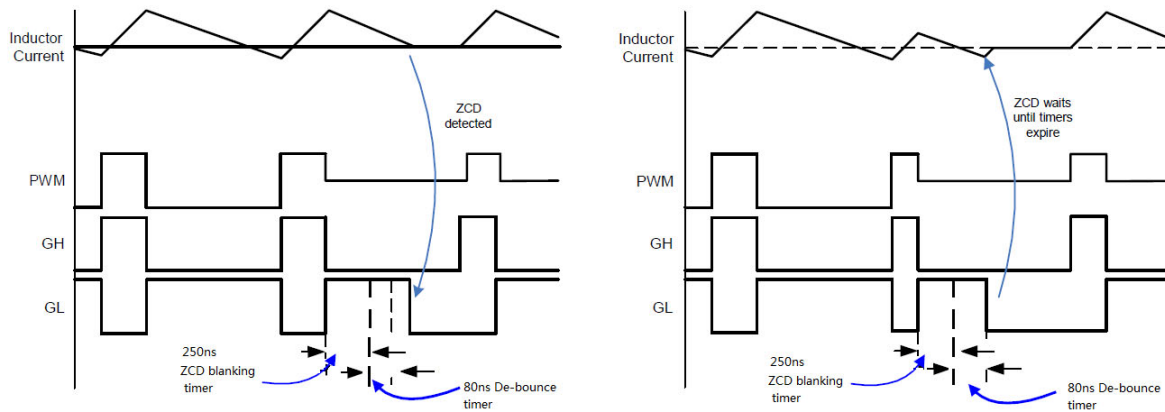 Inductor
Current
ZCD
detected
PWM
GH
GL
250ns
ZCD blanking
timer
80ns De-bounce
timer
Inductor
Current
ZCD waits
until timers
expire
PWM
GH
GL
250ns
ZCD blanking
timer
80ns De-bounce
timer